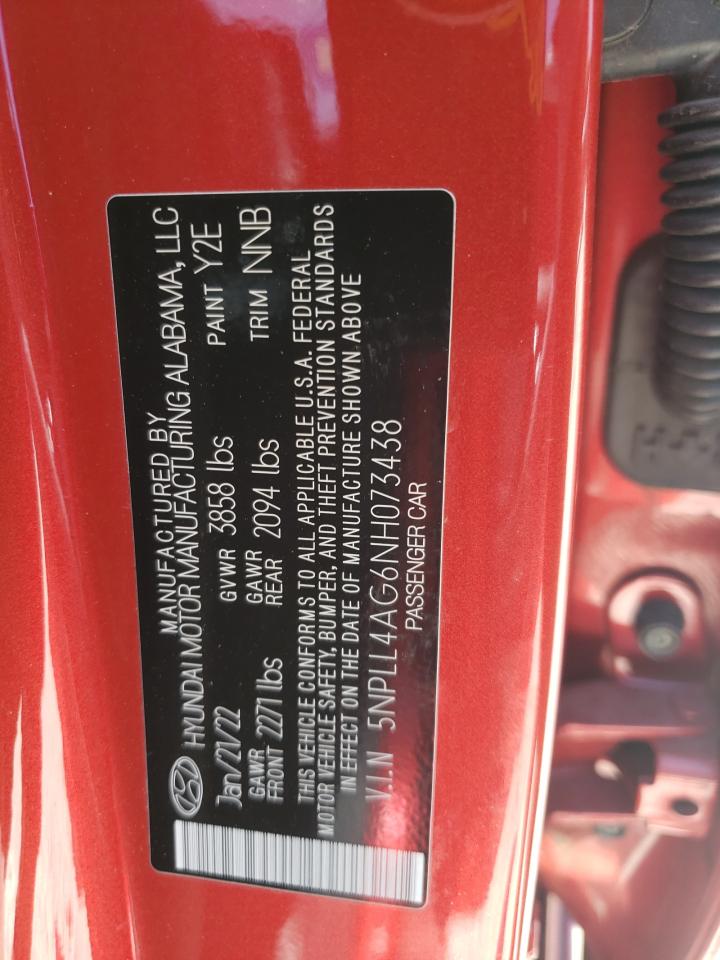 MANUFACTURED BY
HYUNDAI MOTOR MANUFACTURING ALABAMA, LLC
Jan/21/22 GVWR 3858 lbs PAINT Y2E
GAWR FRONT 2271 lbs GAWR REAR 2094 lbs TRIM NNB
THIS VEHICLE CONFORMS TO ALL APPLICABLE U.S.A. FEDERAL
MOTOR VEHICLE SAFETY, BUMPER, AND THEFT PREVENTION STANDARDS
IN EFFECT ON THE DATE OF MANUFACTURE SHOWN ABOVE
V.I.N 5NPLL4AG6NH073438
PASSENGER CAR